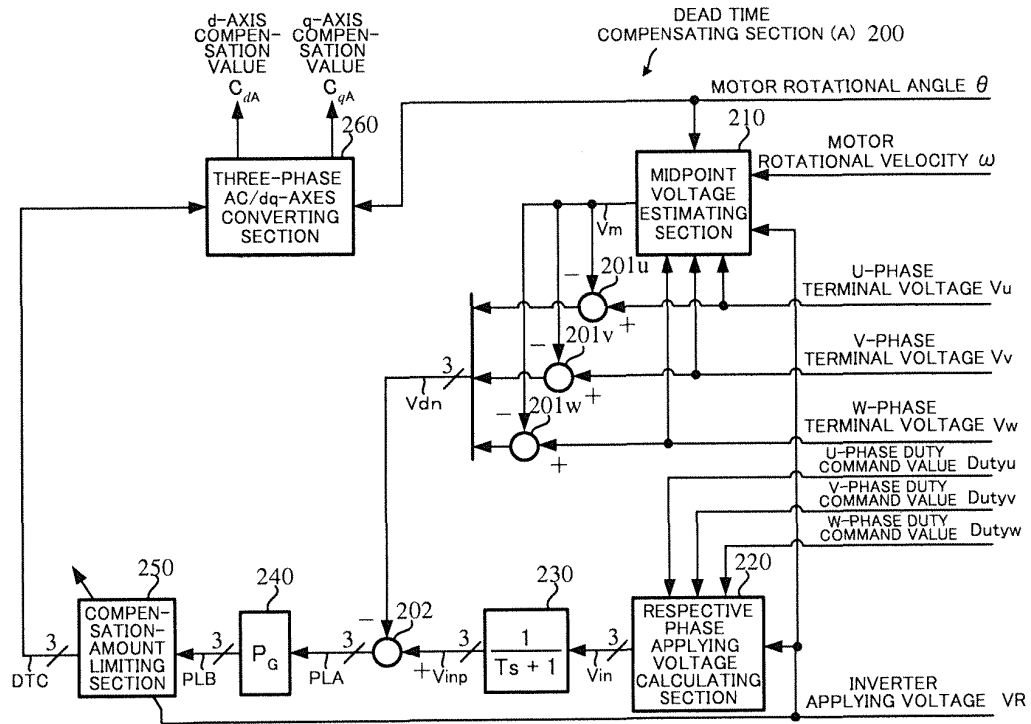 DEAD TIME
COMPENSATING SECTION (A) 200
d-AXIS
COMPEN-
SATION
VALUE
CdA
q-AXIS
COMPEN-
SATION
VALUE
CqA
MOTOR ROTATIONAL ANGLE θ
260
THREE-PHASE
AC/dq-AXES
CONVERTING
SECTION
210
MIDPOINT
VOLTAGE
ESTIMATING
SECTION
MOTOR
ROTATIONAL VELOCITY ω
Vm
− 201u +
U-PHASE
TERMINAL VOLTAGE Vu
− 201v +
V-PHASE
TERMINAL VOLTAGE Vv
3
Vdn
− 201w +
W-PHASE
TERMINAL VOLTAGE Vw
U-PHASE DUTY
COMMAND VALUE Dutyu
V-PHASE DUTY
COMMAND VALUE Dutyv
W-PHASE DUTY
COMMAND VALUE Dutyw
250
COMPEN-
SATION-
AMOUNT
LIMITING
SECTION
3
DTC
240
PG
3
PLB
− 202 +
3
PLA
3
Vinp
230
1
Ts + 1
3
Vin
220
RESPECTIVE
PHASE
APPLYING
VOLTAGE
CALCULATING
SECTION
INVERTER
APPLYING VOLTAGE VR